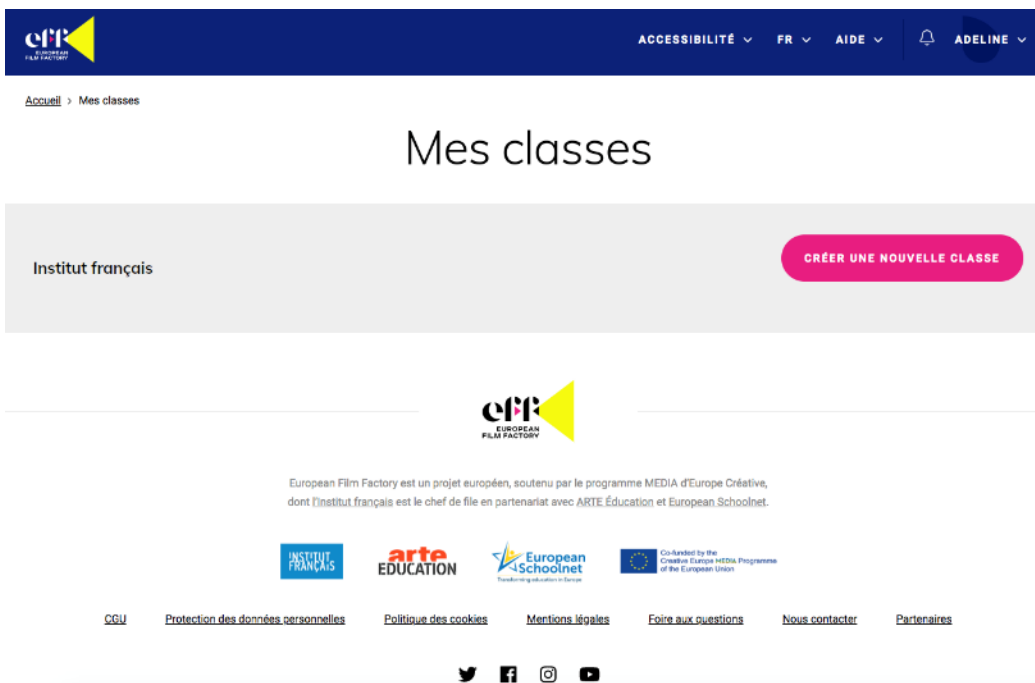 eff
EUROPEAN
FILM FACTORY
ACCESSIBILITÉ FR AIDE ADELINE
Accueil > Mes classes
Mes classes
Institut français
CRÉER UNE NOUVELLE CLASSE
eff
EUROPEAN
FILM FACTORY
European Film Factory est un projet européen, soutenu par le programme MEDIA d'Europe Créative,
dont l'Institut français est le chef de file en partenariat avec ARTE Éducation et European Schoolnet.
INSTITUT
FRANÇAIS
arte
EDUCATION
European
Schoolnet
Transforming education in Europe
Co-funded by the
Creative Europe MEDIA Programme
of the European Union
CGU Protection des données personnelles Politique des cookies Mentions légales Foire aux questions Nous contacter Partenaires